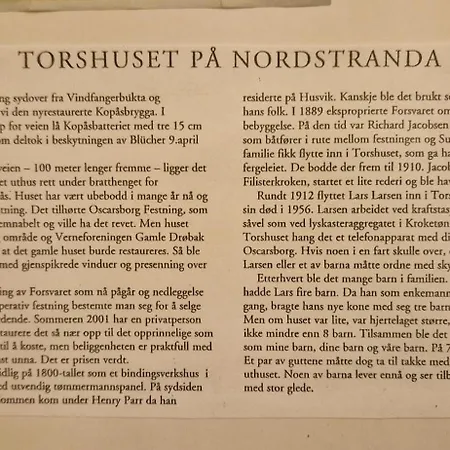 TORSHUSET PÅ NORDSTRANDA
ng sydover fra Vindfangerbukta og
vi den nyrestaurerte Kopåsbrygga. I
p for veien lå Kopåsbatteriet med tre 15 cm
om deltok i beskytningen av Blücher 9.april
veien – 100 meter lenger fremme – ligger det
et uthus rett under bratthenget for
ås. Huset har vært ubebodd i mange år nå og
tning. Det tilhørte Oscarsborg Festning, som
emnabelt og ville ha det revet. Men huset
område og Verneforeningen Gamle Drøbak
at det gamle huset burde restaureres. Så ble
med gjenspikrede vinduer og presenning over
ing av Forsvaret som nå pågår og nedleggelse
perativ festning bestemte man seg for å selge
dende. Sommeren 2001 har en privatperson
staurere det så nær opp til det opprinnelige som
til å koste, men beliggenheten er praktfull med
st unna. Det er prisen verdt.
idlig på 1800-tallet som et bindingsverkshus i
ed utvendig tømmermannspanel. På sydsiden
ommen kom under Henry Parr da han
residerte på Husvik. Kanskje ble det brukt so
hans folk. I 1889 eksproprierte Forsvaret om
bebyggelse. På den tid var Richard Jacobsen
som båtfører i rute mellom festningen og Su
familie fikk flytte inn i Torshuset, som ga ha
fergeleiet. De bodde der frem til 1910. Jacob
Filisterkroken, startet et lite rederi og ble hav
Rundt 1912 flyttet Lars Larsen inn i Tors
sin død i 1956. Larsen arbeidet ved kraftstas
såvel som ved lyskasteraggregatet i Kroketøn
Torshuset hang det et telefonapparat med di
Oscarsborg. Hvis noen i en fart skulle over, o
Larsen eller et av barna måtte ordne med sky
Etterhvert ble det mange barn i familien.
hadde Lars fire barn. Da han som enkemann
gang, bragte hans nye kone med seg tre barn
Men om huset var lite, var hjertelaget større,
ikke mindre enn 8 barn. Tilsammen ble det
som mine barn, dine barn og våre barn. På 7
Et par av guttene måtte dog ta til takke med
uthuset. Noen av barna lever ennå og ser tilb
med stor glede.